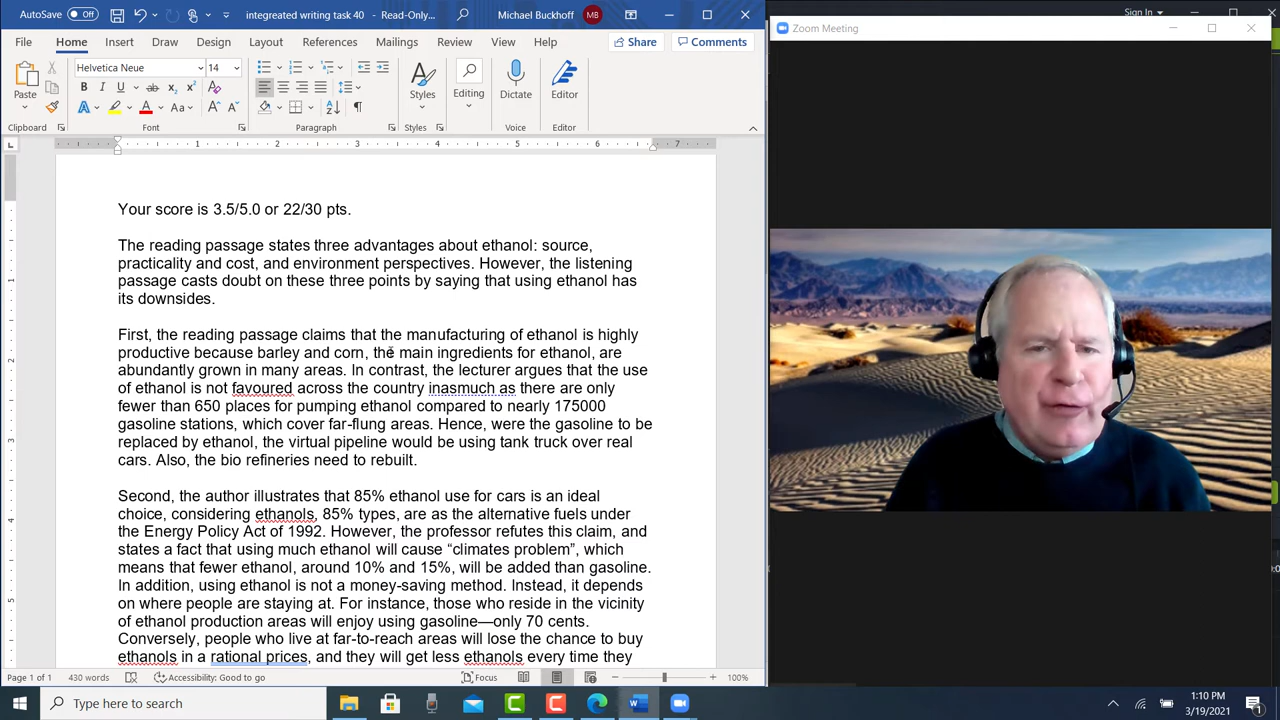 AutoSave Off integrated writing task 40 - Read-Only... Michael Buckhoff MB
Sign In
Zoom Meeting
File Home Insert Draw Design Layout References Mailings Review View Help Share Comments
Helvetica Neue 14
Paste Styles Editing Dictate Editor
B I U ab x₂ x² A
A A Aa A A
Clipboard Font Paragraph Styles Voice Editor
1 2 3 4 5 6 7
Your score is 3.5/5.0 or 22/30 pts.
The reading passage states three advantages about ethanol: source,
practicality and cost, and environment perspectives. However, the listening
passage casts doubt on these three points by saying that using ethanol has
its downsides.
First, the reading passage claims that the manufacturing of ethanol is highly
productive because barley and corn, the main ingredients for ethanol, are
abundantly grown in many areas. In contrast, the lecturer argues that the use
of ethanol is not favoured across the country inasmuch as there are only
fewer than 650 places for pumping ethanol compared to nearly 175000
gasoline stations, which cover far-flung areas. Hence, were the gasoline to be
replaced by ethanol, the virtual pipeline would be using tank truck over real
cars. Also, the bio refineries need to rebuilt.
Second, the author illustrates that 85% ethanol use for cars is an ideal
choice, considering ethanols, 85% types, are as the alternative fuels under
the Energy Policy Act of 1992. However, the professor refutes this claim, and
states a fact that using much ethanol will cause “climates problem”, which
means that fewer ethanol, around 10% and 15%, will be added than gasoline.
In addition, using ethanol is not a money-saving method. Instead, it depends
on where people are staying at. For instance, those who reside in the vicinity
of ethanol production areas will enjoy using gasoline—only 70 cents.
Conversely, people who live at far-to-reach areas will lose the chance to buy
ethanols in a rational prices, and they will get less ethanols every time they
Page 1 of 1 430 words Accessibility: Good to go Focus 100%
Type here to search
1:10 PM
3/19/2021